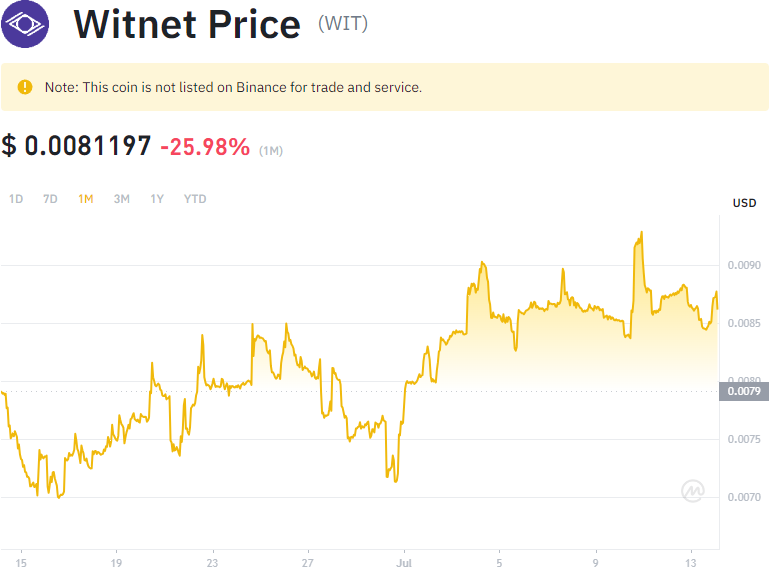 Witnet Price (WIT)
Note: This coin is not listed on Binance for trade and service.
$ 0.0081197 -25.98% (1M)
1D 7D 1M 3M 1Y YTD
USD
0.0090
0.0085
0.0080
0.0079
0.0075
0.0070
15 19 23 27 Jul 5 9 13